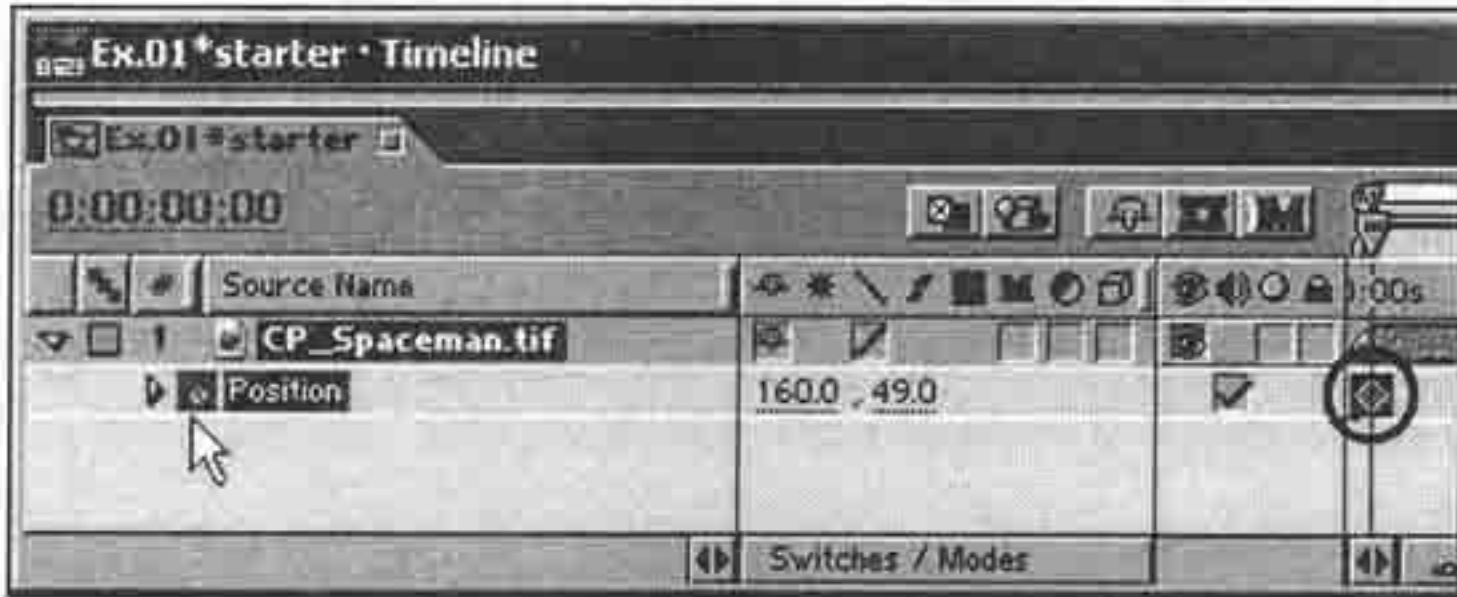 Ex.01*starter • Timeline
Ex.01*starter
0:00:00:00
# Source Name
:00s
1 CP_Spaceman.tif
Position 160.0 , 49.0
Switches / Modes